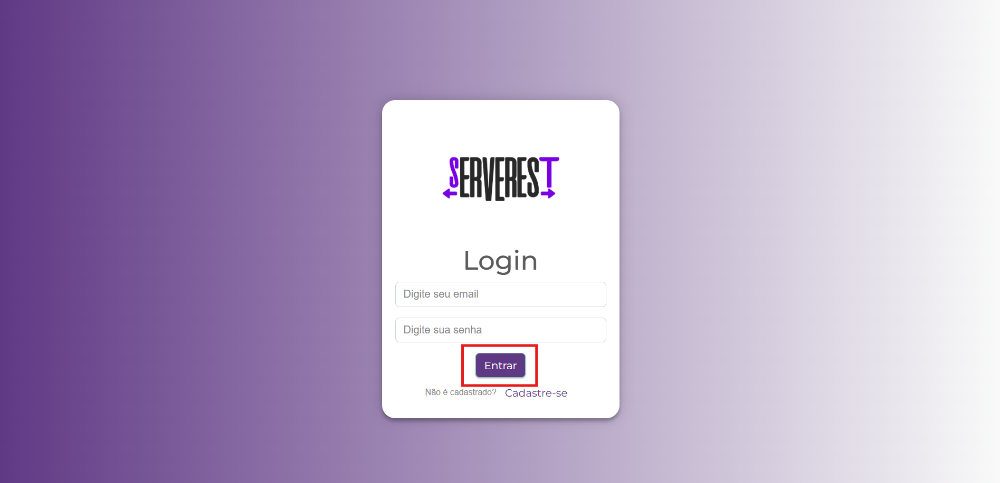 SERVEREST
Login
Digite seu email
Digite sua senha
Entrar
Não é cadastrado? Cadastre-se